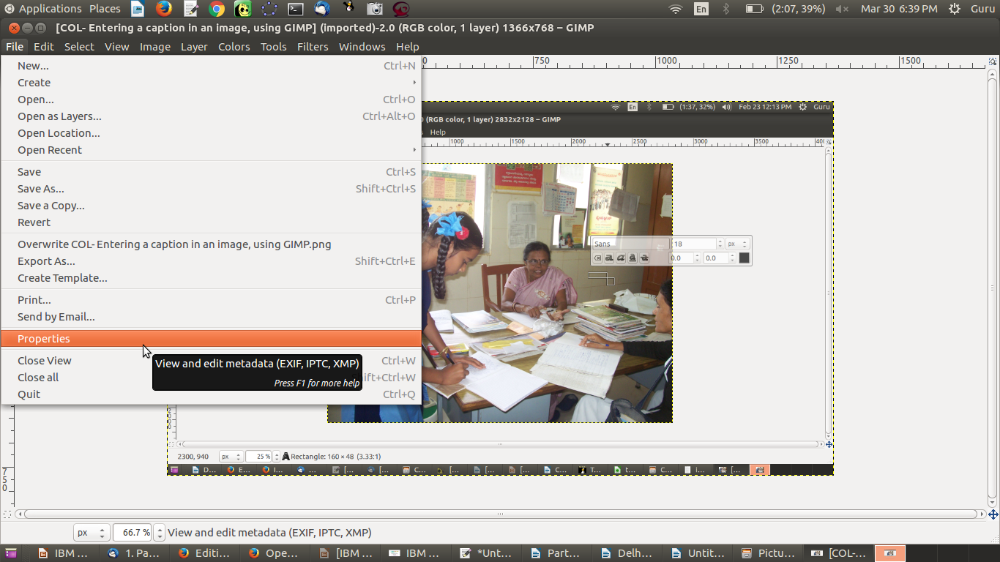 Applications Places En (2:07, 39%) Mar 30 6:39 PM Guru
[COL- Entering a caption in an image, using GIMP] (imported)-2.0 (RGB color, 1 layer) 1366x768 – GIMP
File Edit Select View Image Layer Colors Tools Filters Windows Help
750 1000 1250 1500
New... Ctrl+N
Create
Open... Ctrl+O
Open as Layers... Ctrl+Alt+O
Open Location...
Open Recent
Save Ctrl+S
Save As... Shift+Ctrl+S
Save a Copy...
Revert
Overwrite COL- Entering a caption in an image, using GIMP.png
Export As... Shift+Ctrl+E
Create Template...
Print... Ctrl+P
Send by Email...
Properties
View and edit metadata (EXIF, IPTC, XMP)
Press F1 for more help
Close View Ctrl+W
Close all hift+Ctrl+W
Quit Ctrl+Q
En (1:37, 32%) Feb 23 12:13 PM Guru
0 (RGB color, 1 layer) 2832x2128 – GIMP
s Help
1000 1500 2000 2500 3000 3500 400
Sans 18 px
0.0 0.0
2300, 940 px 25 % Rectangle: 160 × 48 (3.33:1)
D... E... I... ... [... [... C... [... [... [... C... T... t... C... i... [...
750
px 66.7 % View and edit metadata (EXIF, IPTC, XMP)
IBM ... 1. Pa... Editi... Ope... [IBM ... IBM ... *Unt... Part... Delh... Untit... Pictu... [COL-...